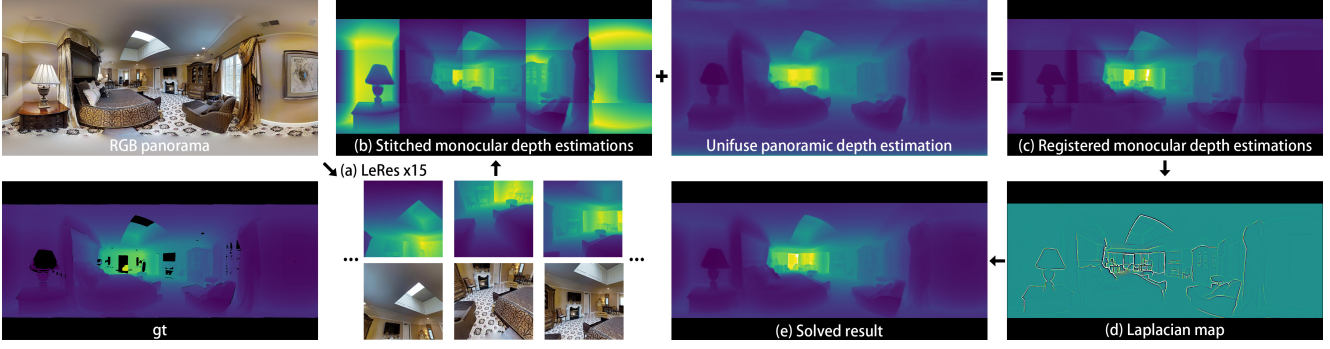 RGB panorama
(b) Stitched monocular depth estimations
+
Unifuse panoramic depth estimation
=
(c) Registered monocular depth estimations
(a) LeRes x15
...
...
gt
(e) Solved result
(d) Laplacian map